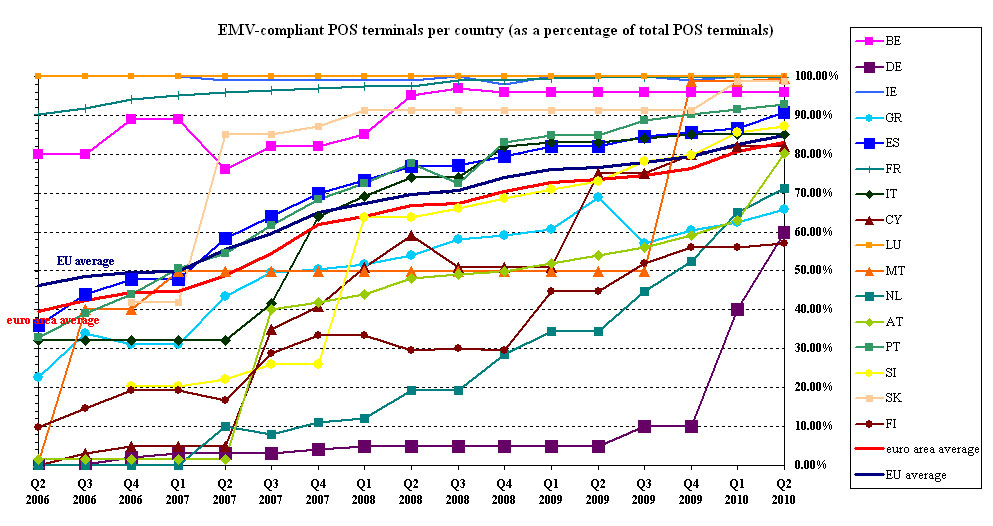 EMV-compliant POS terminals per country (as a percentage of total POS terminals)
BE
DE
IE
GR
ES
FR
IT
CY
LU
MT
NL
AT
PT
SI
SK
FI
euro area average
EU average
100.00%
90.00%
80.00%
70.00%
60.00%
50.00%
40.00%
30.00%
20.00%
10.00%
0.00%
EU average
euro area average
Q2 Q3 Q4 Q1 Q2 Q3 Q4 Q1 Q2 Q3 Q4 Q1 Q2 Q3 Q4 Q1 Q2
2006 2006 2006 2007 2007 2007 2007 2008 2008 2008 2008 2009 2009 2009 2009 2010 2010